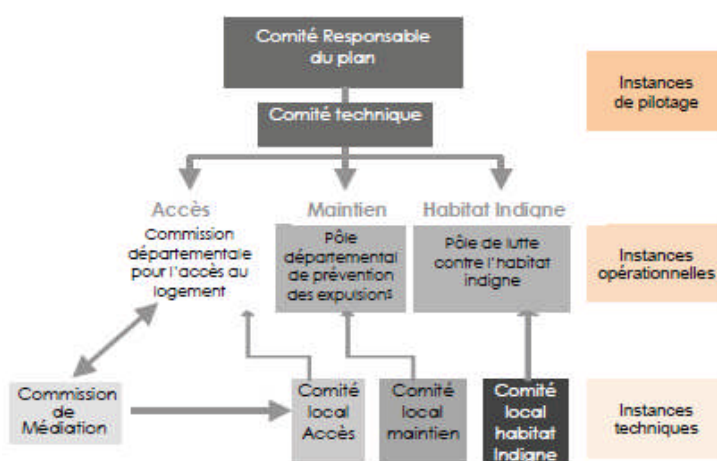 Comité Responsable
du plan
Instances
de pilotage
Comité technique
Accès
Maintien
Habitat Indigne
Commission
départementale
pour l'accès au
logement
Pôle
départemental
de prévention
des expulsions
Pôle de lutte
contre l'habitat
indigne
Instances
opérationnelles
Commission
de
Médiation
Comité
local
Accès
Comité
local
maintien
Comité
local
habitat
Indigne
Instances
techniques